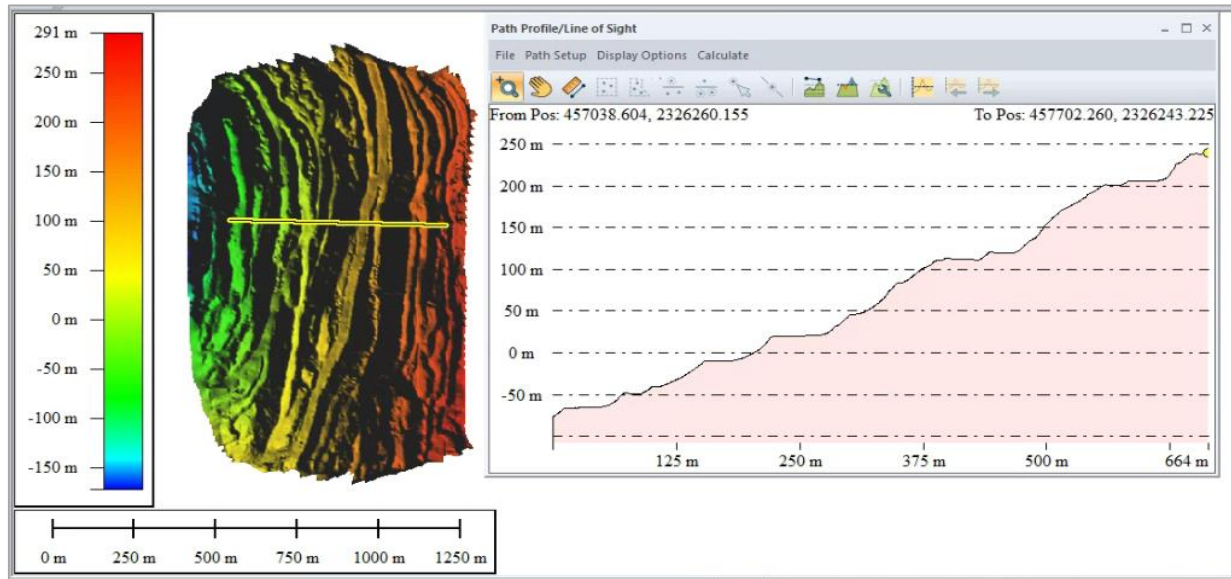 291 m
250 m
200 m
150 m
100 m
50 m
0 m
-50 m
-100 m
-150 m
0 m 250 m 500 m 750 m 1000 m 1250 m
Path Profile/Line of Sight
File Path Setup Display Options Calculate
From Pos: 457038.604, 2326260.155 To Pos: 457702.260, 2326243.225
250 m
200 m
150 m
100 m
50 m
0 m
-50 m
125 m 250 m 375 m 500 m 664 m